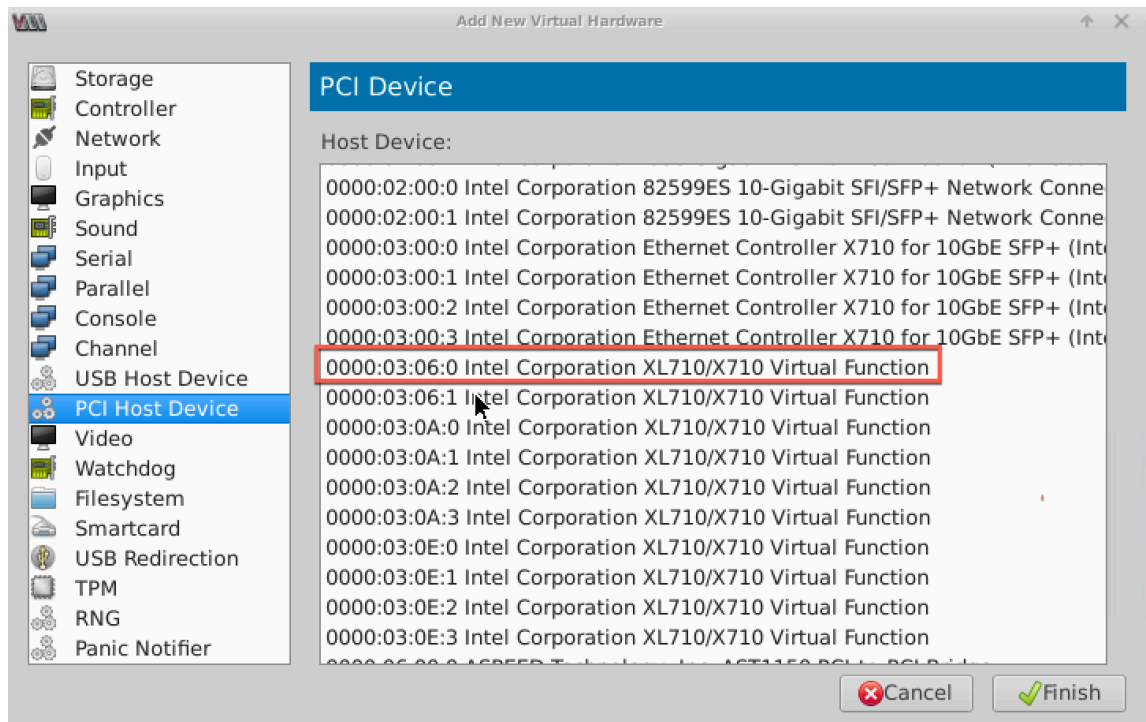 Add New Virtual Hardware
Storage
Controller
Network
Input
Graphics
Sound
Serial
Parallel
Console
Channel
USB Host Device
PCI Host Device
Video
Watchdog
Filesystem
Smartcard
USB Redirection
TPM
RNG
Panic Notifier
PCI Device
Host Device:
0000:02:00:0 Intel Corporation 82599ES 10-Gigabit SFI/SFP+ Network Conne
0000:02:00:1 Intel Corporation 82599ES 10-Gigabit SFI/SFP+ Network Conne
0000:03:00:0 Intel Corporation Ethernet Controller X710 for 10GbE SFP+ (Int
0000:03:00:1 Intel Corporation Ethernet Controller X710 for 10GbE SFP+ (Int
0000:03:00:2 Intel Corporation Ethernet Controller X710 for 10GbE SFP+ (Int
0000:03:00:3 Intel Corporation Ethernet Controller X710 for 10GbE SFP+ (Int
0000:03:06:0 Intel Corporation XL710/X710 Virtual Function
0000:03:06:1 Intel Corporation XL710/X710 Virtual Function
0000:03:0A:0 Intel Corporation XL710/X710 Virtual Function
0000:03:0A:1 Intel Corporation XL710/X710 Virtual Function
0000:03:0A:2 Intel Corporation XL710/X710 Virtual Function
0000:03:0A:3 Intel Corporation XL710/X710 Virtual Function
0000:03:0E:0 Intel Corporation XL710/X710 Virtual Function
0000:03:0E:1 Intel Corporation XL710/X710 Virtual Function
0000:03:0E:2 Intel Corporation XL710/X710 Virtual Function
0000:03:0E:3 Intel Corporation XL710/X710 Virtual Function
Cancel
Finish